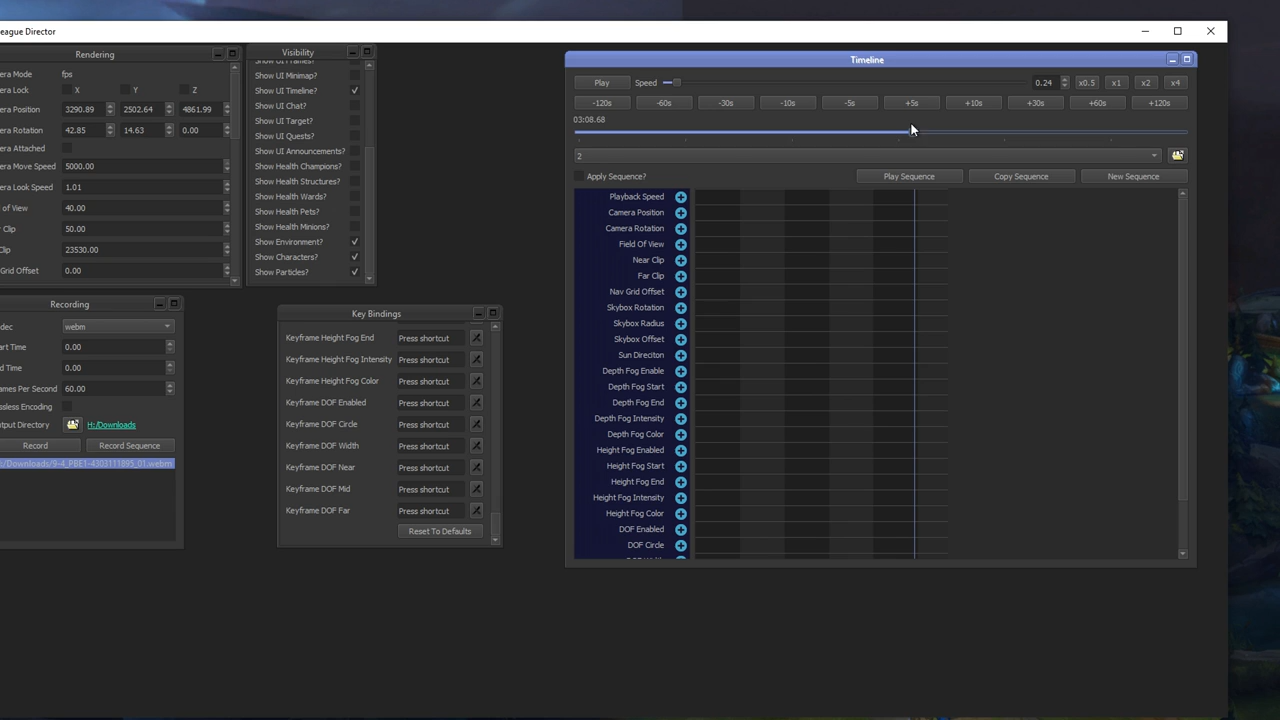 eague Director
Rendering
era Mode fps
era Lock X Y Z
era Position 3290.89 2502.64 4861.99
era Rotation 42.85 14.63 0.00
era Attached
era Move Speed 5000.00
era Look Speed 1.01
of View 40.00
r Clip 50.00
Clip 23530.00
Grid Offset 0.00
Visibility
Show UI Frames?
Show UI Minimap?
Show UI Timeline?
Show UI Chat?
Show UI Target?
Show UI Quests?
Show UI Announcements?
Show Health Champions?
Show Health Structures?
Show Health Wards?
Show Health Pets?
Show Health Minions?
Show Environment?
Show Characters?
Show Particles?
Recording
dec webm
art Time 0.00
d Time 0.00
ames Per Second 60.00
ssless Encoding
utput Directory H:/Downloads
Record Record Sequence
:/Downloads/9-4_PBE1-4303111895_01.webm
Key Bindings
Keyframe Height Fog End Press shortcut
Keyframe Height Fog Intensity Press shortcut
Keyframe Height Fog Color Press shortcut
Keyframe DOF Enabled Press shortcut
Keyframe DOF Circle Press shortcut
Keyframe DOF Width Press shortcut
Keyframe DOF Near Press shortcut
Keyframe DOF Mid Press shortcut
Keyframe DOF Far Press shortcut
Reset To Defaults
Timeline
Play Speed 0.24 x0.5 x1 x2 x4
-120s -60s -30s -10s -5s +5s +10s +30s +60s +120s
03:08.68
2
Apply Sequence? Play Sequence Copy Sequence New Sequence
Playback Speed
Camera Position
Camera Rotation
Field Of View
Near Clip
Far Clip
Nav Grid Offset
Skybox Rotation
Skybox Radius
Skybox Offset
Sun Direciton
Depth Fog Enable
Depth Fog Start
Depth Fog End
Depth Fog Intensity
Depth Fog Color
Height Fog Enabled
Height Fog Start
Height Fog End
Height Fog Intensity
Height Fog Color
DOF Enabled
DOF Circle